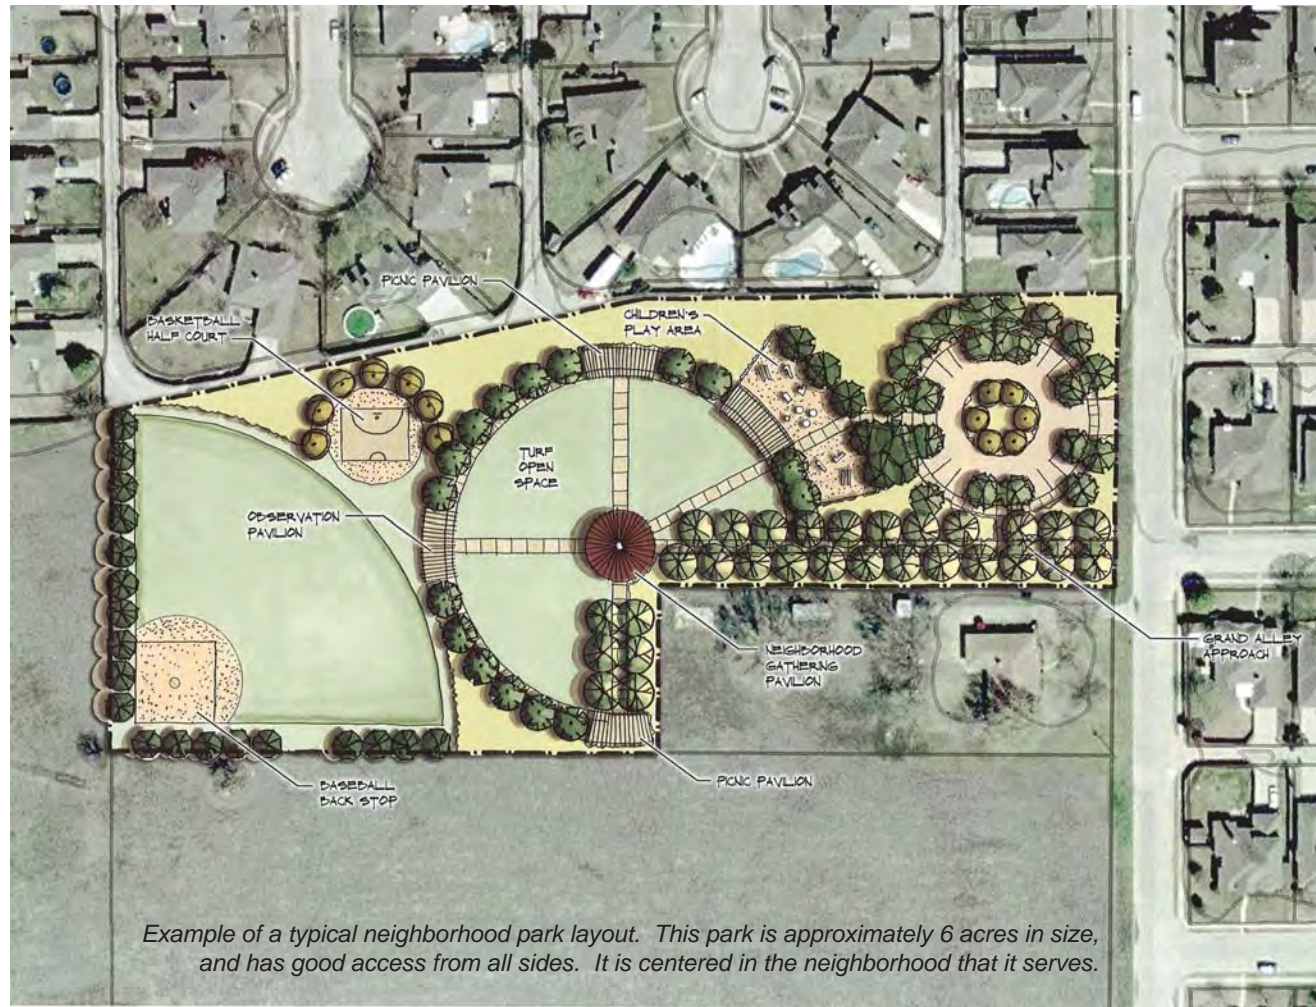 PICNIC PAVILION
BASKETBALL
HALF COURT
CHILDREN'S
PLAY AREA
TURF
OPEN
SPACE
OBSERVATION
PAVILION
NEIGHBORHOOD
GATHERING
PAVILION
GRAND ALLEY
APPROACH
BASEBALL
BACK STOP
PICNIC PAVILION
Example of a typical neighborhood park layout.  This park is approximately 6 acres in size,
and has good access from all sides.  It is centered in the neighborhood that it serves.